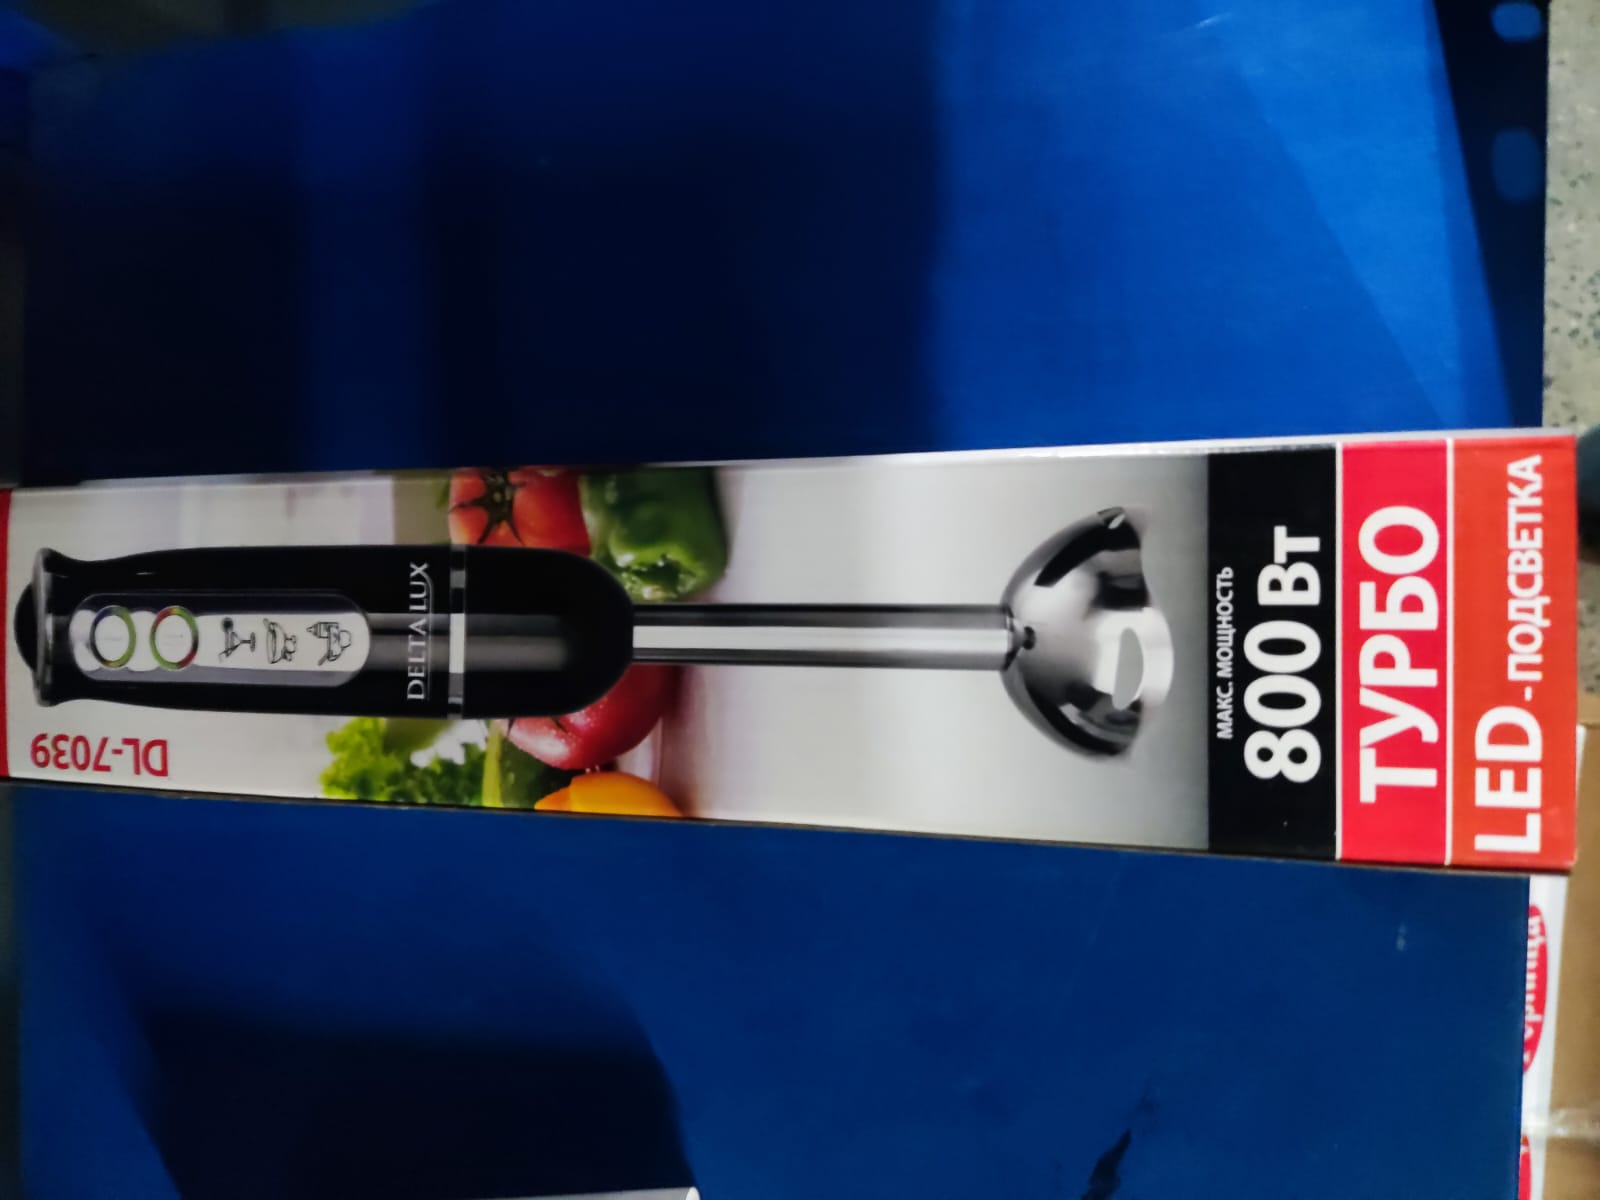 DL-7039
DELTA LUX
МАКС. МОЩНОСТЬ
800 Вт
ТУРБО
LED - ПОДСВЕТКА